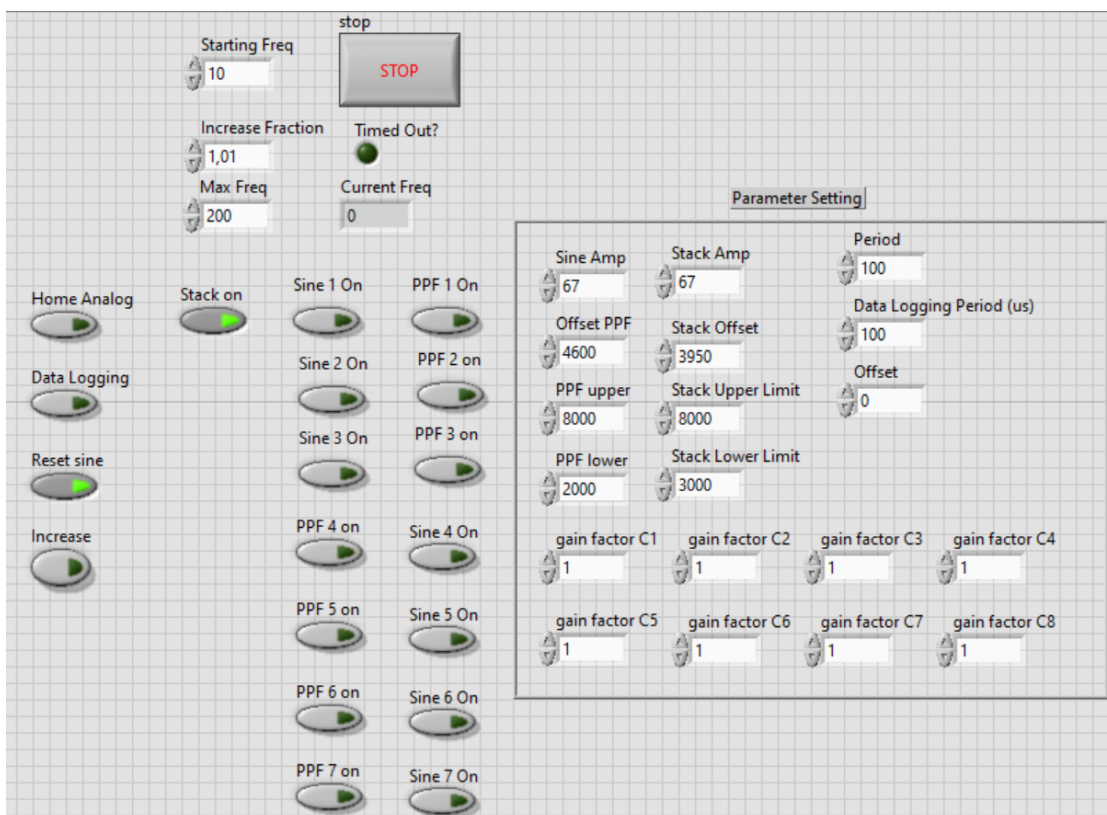 stop
Starting Freq
10
STOP
Increase Fraction
Timed Out?
1,01
Max Freq
Current Freq
200
0
Home Analog
Stack on
Sine 1 On
PPF 1 On
Data Logging
Sine 2 On
PPF 2 on
Reset sine
Sine 3 On
PPF 3 on
Increase
PPF 4 on
Sine 4 On
PPF 5 on
Sine 5 On
PPF 6 on
Sine 6 On
PPF 7 on
Sine 7 On
Parameter Setting
Sine Amp
Stack Amp
Period
67
67
100
Offset PPF
Stack Offset
Data Logging Period (us)
4600
3950
100
PPF upper
Stack Upper Limit
Offset
8000
8000
0
PPF lower
Stack Lower Limit
2000
3000
gain factor C1
gain factor C2
gain factor C3
gain factor C4
1
1
1
1
gain factor C5
gain factor C6
gain factor C7
gain factor C8
1
1
1
1